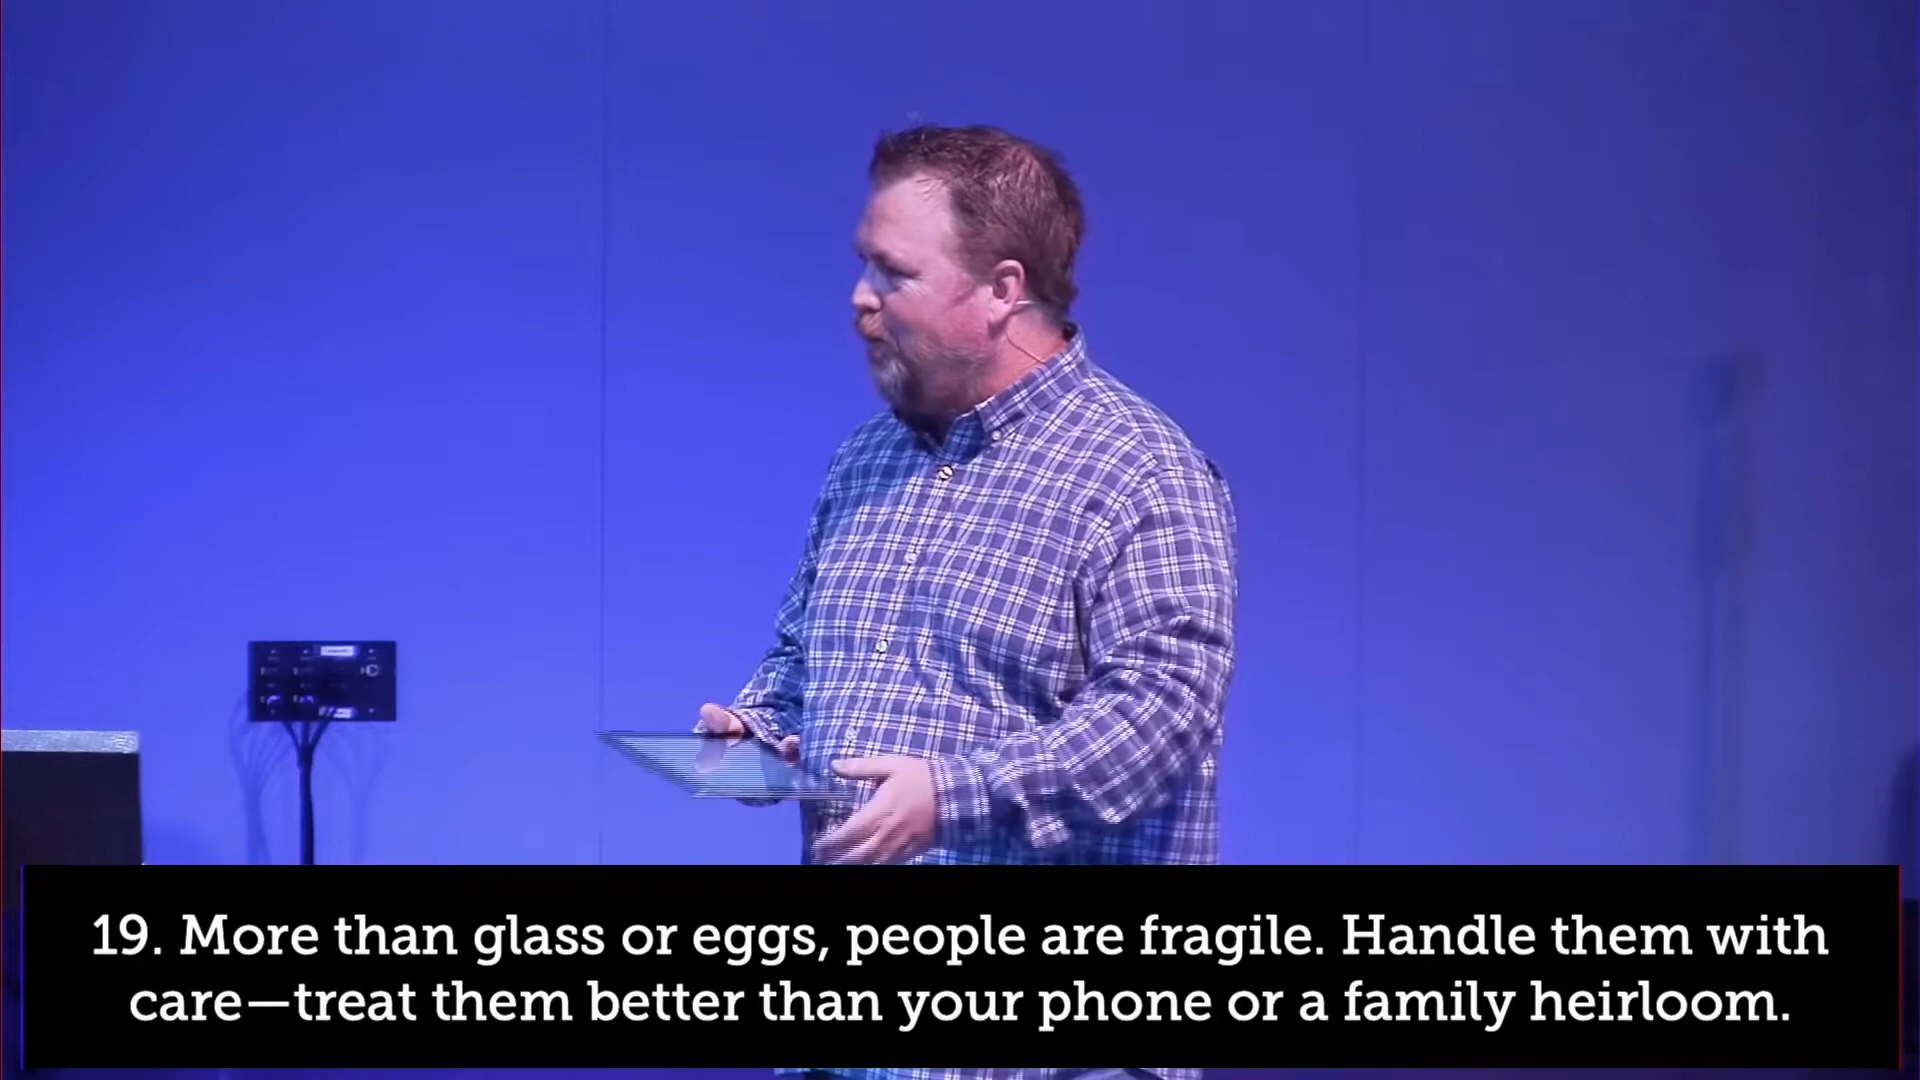 19. More than glass or eggs, people are fragile. Handle them with
care—treat them better than your phone or a family heirloom.